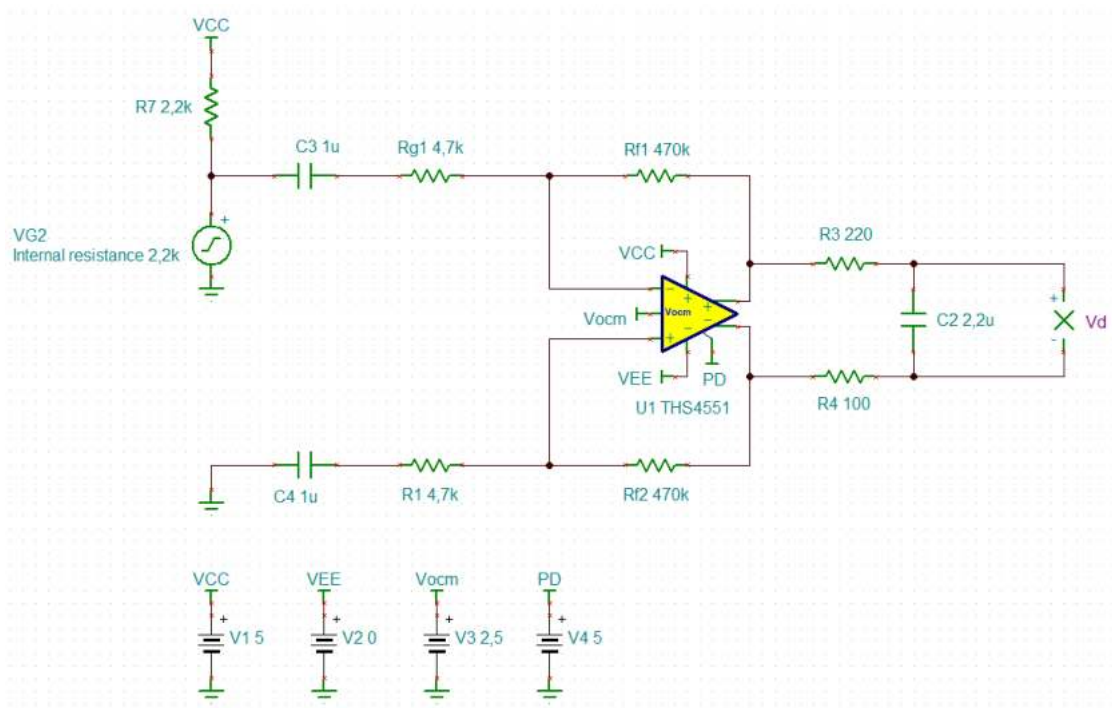 VCC
R7 2,2k
C3 1u
Rg1 4,7k
Rf1 470k
VG2
Internal resistance 2,2k
+
VCC
R3 220
−
+
+
Vocm
Vocm
−
−
+
C2 2,2u
+
-
Vd
VEE
PD
U1 THS4551
R4 100
C4 1u
R1 4,7k
Rf2 470k
VCC
VEE
Vocm
PD
+
V1 5
+
V2 0
+
V3 2,5
+
V4 5